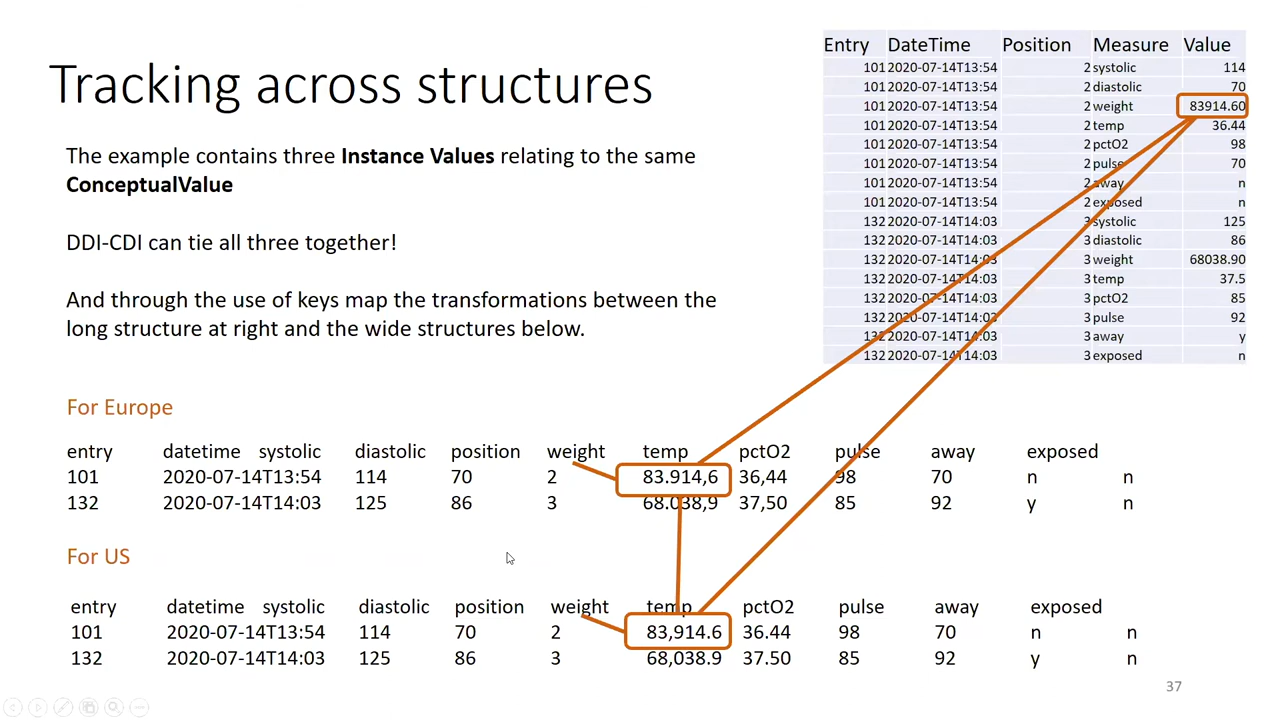 Tracking across structures
The example contains three Instance Values relating to the same
ConceptualValue
DDI-CDI can tie all three together!
And through the use of keys map the transformations between the
long structure at right and the wide structures below.
Entry DateTime Position Measure Value
101 2020-07-14T13:54 2 systolic 114
101 2020-07-14T13:54 2 diastolic 70
101 2020-07-14T13:54 2 weight 83914.60
101 2020-07-14T13:54 2 temp 36.44
101 2020-07-14T13:54 2 pctO2 98
101 2020-07-14T13:54 2 pulse 70
101 2020-07-14T13:54 2 away n
101 2020-07-14T13:54 2 exposed n
132 2020-07-14T14:03 3 systolic 125
132 2020-07-14T14:03 3 diastolic 86
132 2020-07-14T14:03 3 weight 68038.90
132 2020-07-14T14:03 3 temp 37.5
132 2020-07-14T14:03 3 pctO2 85
132 2020-07-14T14:03 3 pulse 92
132 2020-07-14T14:03 3 away y
132 2020-07-14T14:03 3 exposed n
For Europe
entry datetime systolic diastolic position weight temp pctO2 pulse away exposed
101 2020-07-14T13:54 114 70 2 83.914,6 36,44 98 70 n n
132 2020-07-14T14:03 125 86 3 68.038,9 37,50 85 92 y n
For US
entry datetime systolic diastolic position weight temp pctO2 pulse away exposed
101 2020-07-14T13:54 114 70 2 83,914.6 36.44 98 70 n n
132 2020-07-14T14:03 125 86 3 68,038.9 37.50 85 92 y n
37